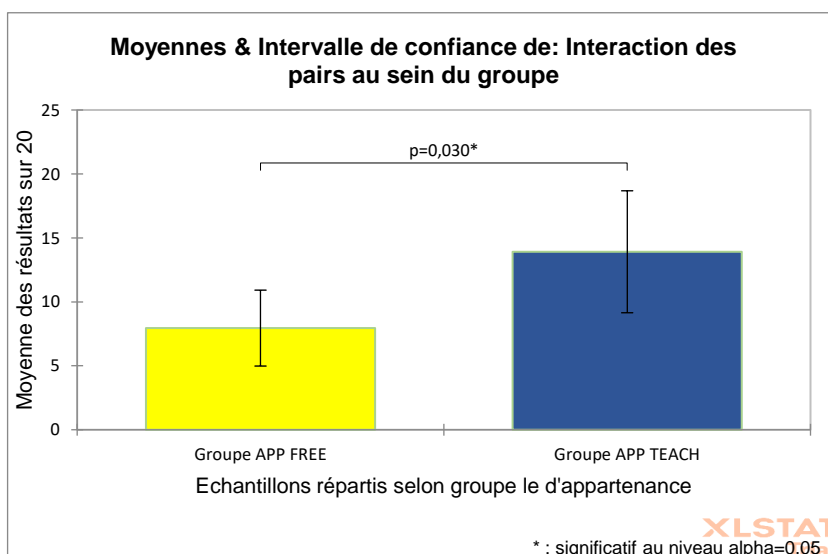 Moyennes & Intervalle de confiance de: Interaction des
pairs au sein du groupe
Moyenne des résultats sur 20
25
20
15
10
5
0
p=0,030*
Groupe APP FREE
Groupe APP TEACH
Echantillons répartis selon groupe le d'appartenance
XLSTAT
* : significatif au niveau alpha=0,05